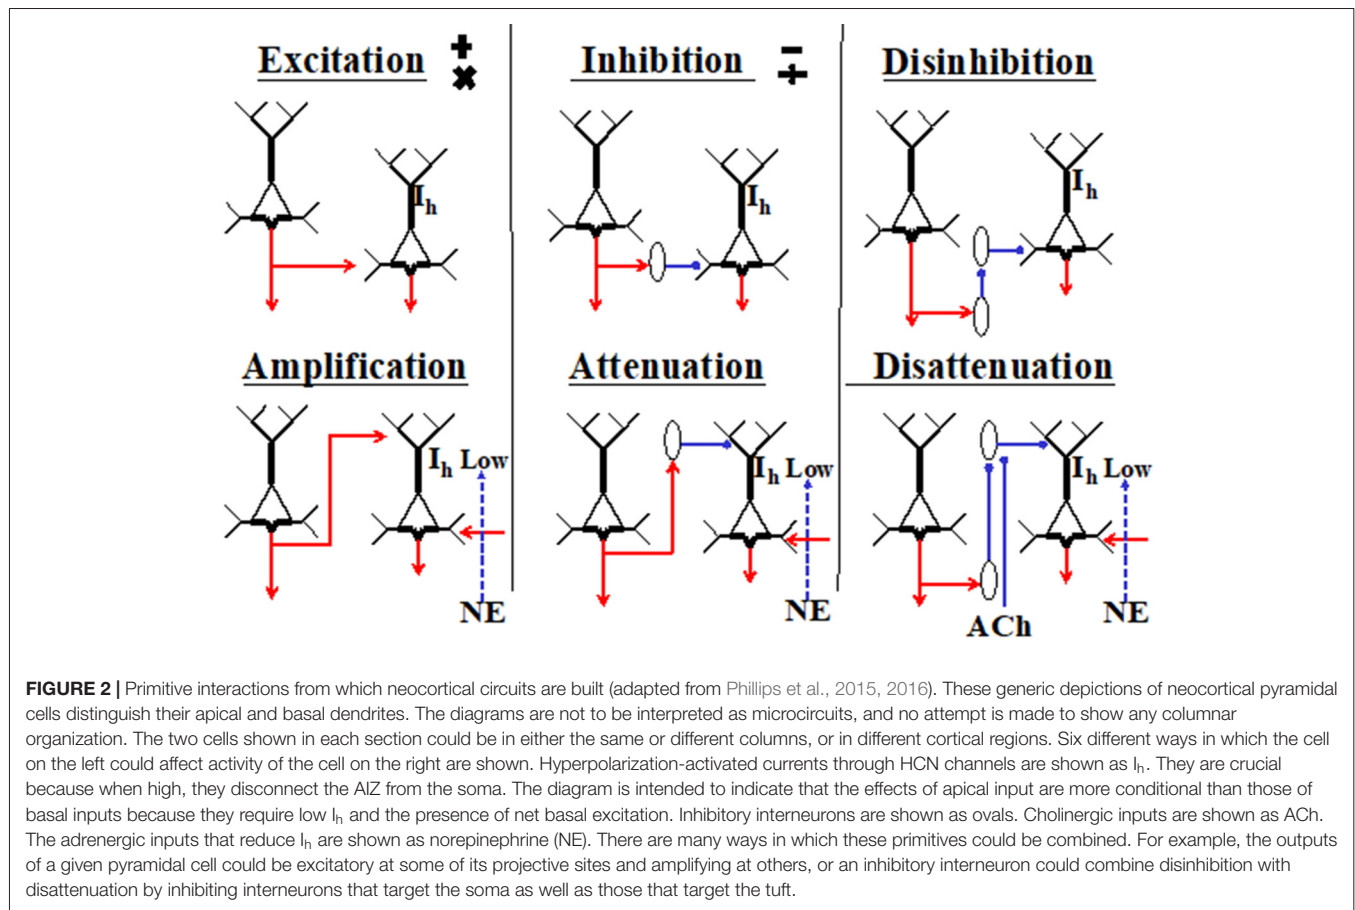 Excitation + ×
Inhibition − ÷
Disinhibition
Ih
Ih
Ih
Amplification
Attenuation
Disattenuation
Ih Low
Ih Low
Ih Low
NE
NE
ACh
NE
FIGURE 2 | Primitive interactions from which neocortical circuits are built (adapted from Phillips et al., 2015, 2016). These generic depictions of neocortical pyramidal
cells distinguish their apical and basal dendrites. The diagrams are not to be interpreted as microcircuits, and no attempt is made to show any columnar
organization. The two cells shown in each section could be in either the same or different columns, or in different cortical regions. Six different ways in which the cell
on the left could affect activity of the cell on the right are shown. Hyperpolarization-activated currents through HCN channels are shown as Ih. They are crucial
because when high, they disconnect the AIZ from the soma. The diagram is intended to indicate that the effects of apical input are more conditional than those of
basal inputs because they require low Ih and the presence of net basal excitation. Inhibitory interneurons are shown as ovals. Cholinergic inputs are shown as ACh.
The adrenergic inputs that reduce Ih are shown as norepinephrine (NE). There are many ways in which these primitives could be combined. For example, the outputs
of a given pyramidal cell could be excitatory at some of its projective sites and amplifying at others, or an inhibitory interneuron could combine disinhibition with
disattenuation by inhibiting interneurons that target the soma as well as those that target the tuft.